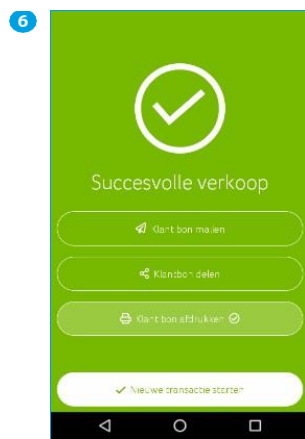 6
Succesvolle verkoop
Klant bon mailen
Klantbon delen
Klant bon afdrukken
Nieuwe transactie starten